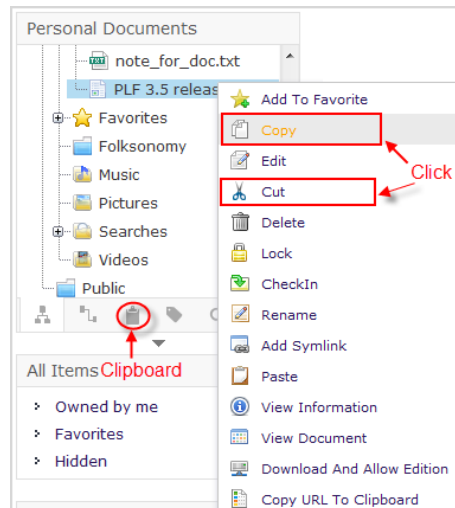 Personal Documents
note_for_doc.txt
PLF 3.5 releas
Favorites
Folksonomy
Music
Pictures
Searches
Videos
Public
All Items
Clipboard
Owned by me
Favorites
Hidden
Add To Favorite
Copy
Edit
Click
Cut
Delete
Lock
CheckIn
Rename
Add Symlink
Paste
View Information
View Document
Download And Allow Edition
Copy URL To Clipboard